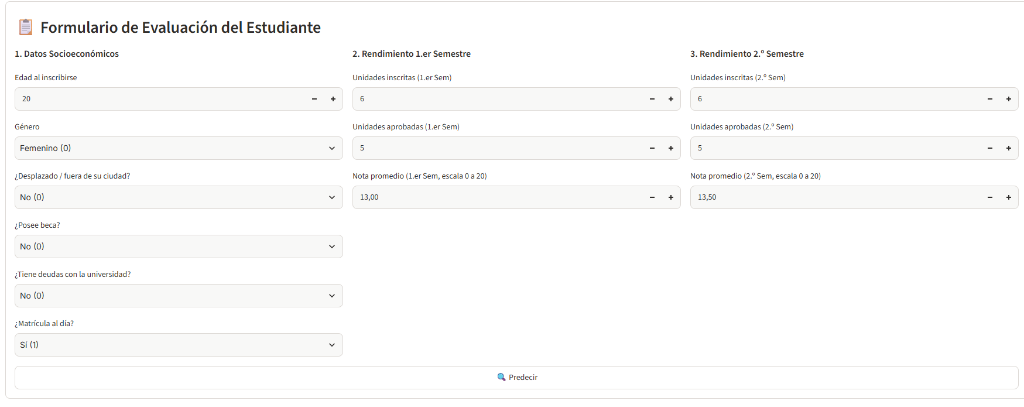 📋 Formulario de Evaluación del Estudiante
1. Datos Socioeconómicos
Edad al inscribirse
20
Género
Femenino (0)
¿Desplazado / fuera de su ciudad?
No (0)
¿Posee beca?
No (0)
¿Tiene deudas con la universidad?
No (0)
¿Matrícula al día?
Sí (1)
2. Rendimiento 1.er Semestre
Unidades inscritas (1.er Sem)
6
Unidades aprobadas (1.er Sem)
5
Nota promedio (1.er Sem, escala 0 a 20)
13,00
3. Rendimiento 2.º Semestre
Unidades inscritas (2.º Sem)
6
Unidades aprobadas (2.º Sem)
5
Nota promedio (2.º Sem, escala 0 a 20)
13,50
🔍 Predecir